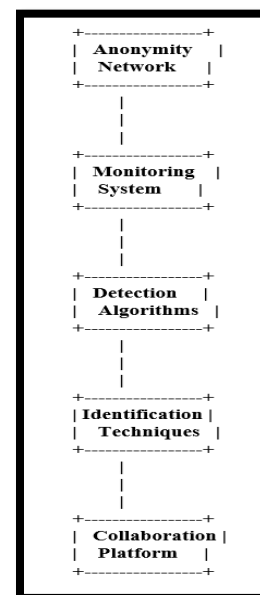 +-----------------+
| Anonymity |
| Network |
+-----------------+
|
|
|
+-----------------+
| Monitoring |
| System |
+-----------------+
|
|
|
+-----------------+
| Detection |
| Algorithms |
+-----------------+
|
|
|
+-----------------+
| Identification |
| Techniques |
+-----------------+
|
|
|
+-----------------+
| Collaboration |
| Platform |
+-----------------+